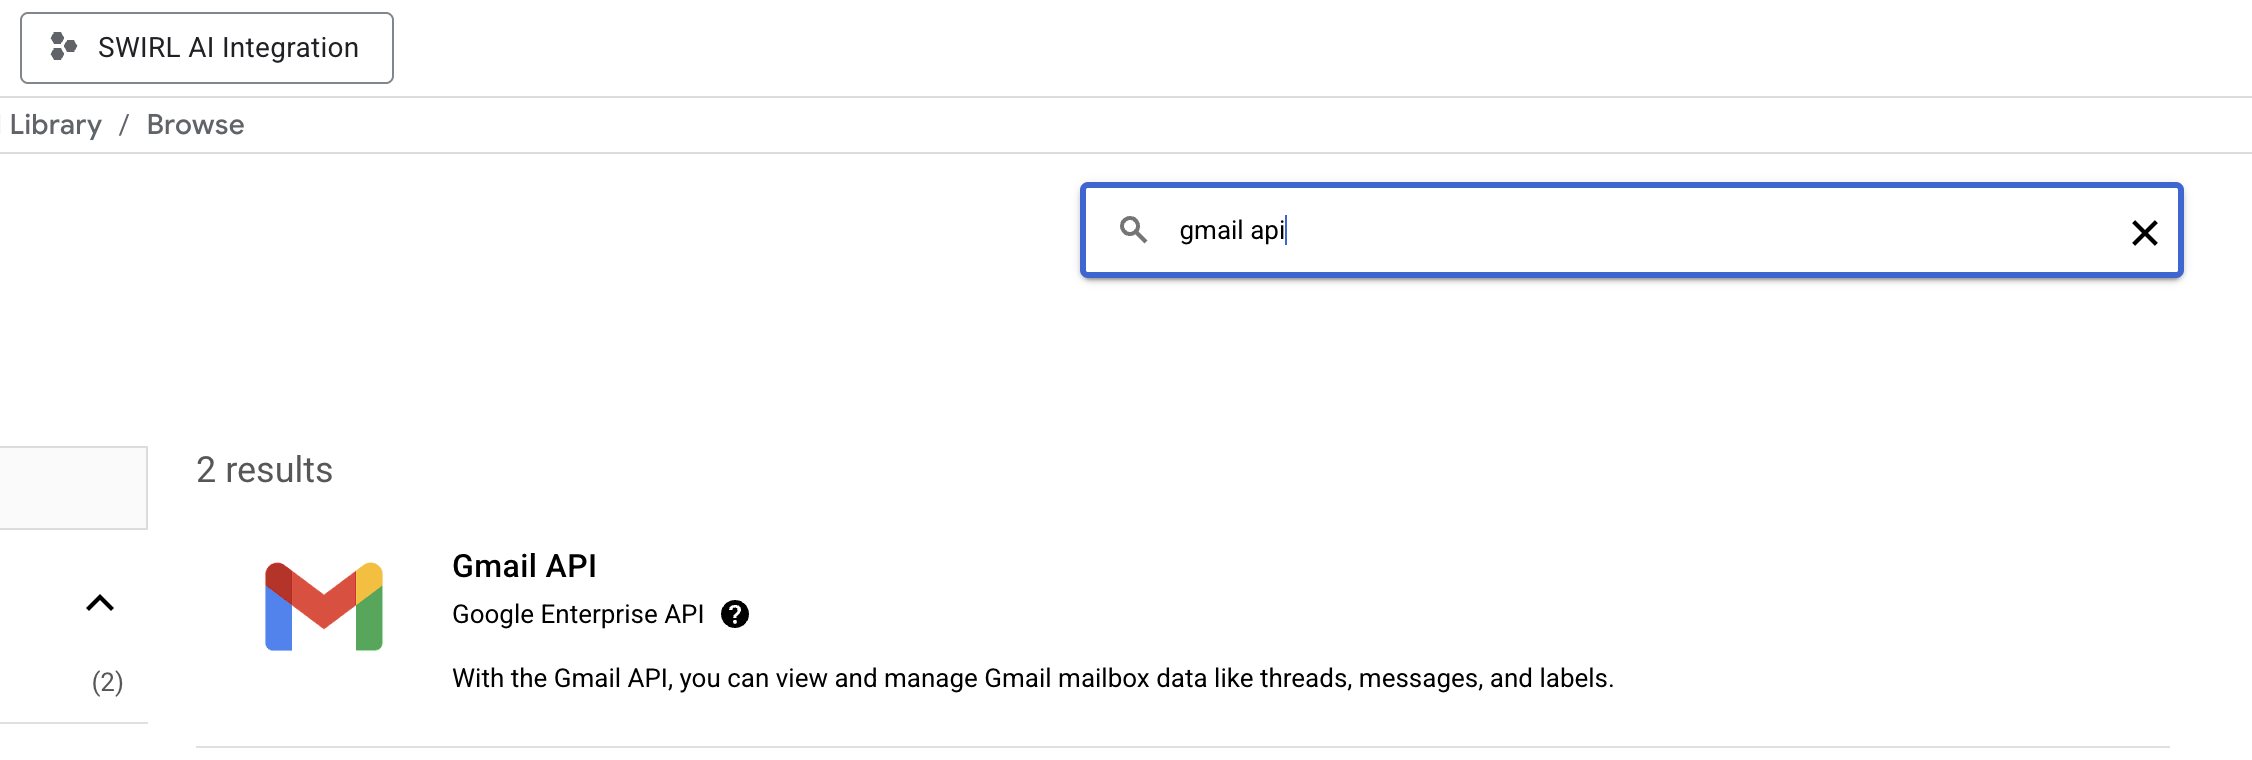 SWIRL AI Integration
Library / Browse
gmail api
2 results
Gmail API
Google Enterprise API
(2)
With the Gmail API, you can view and manage Gmail mailbox data like threads, messages, and labels.